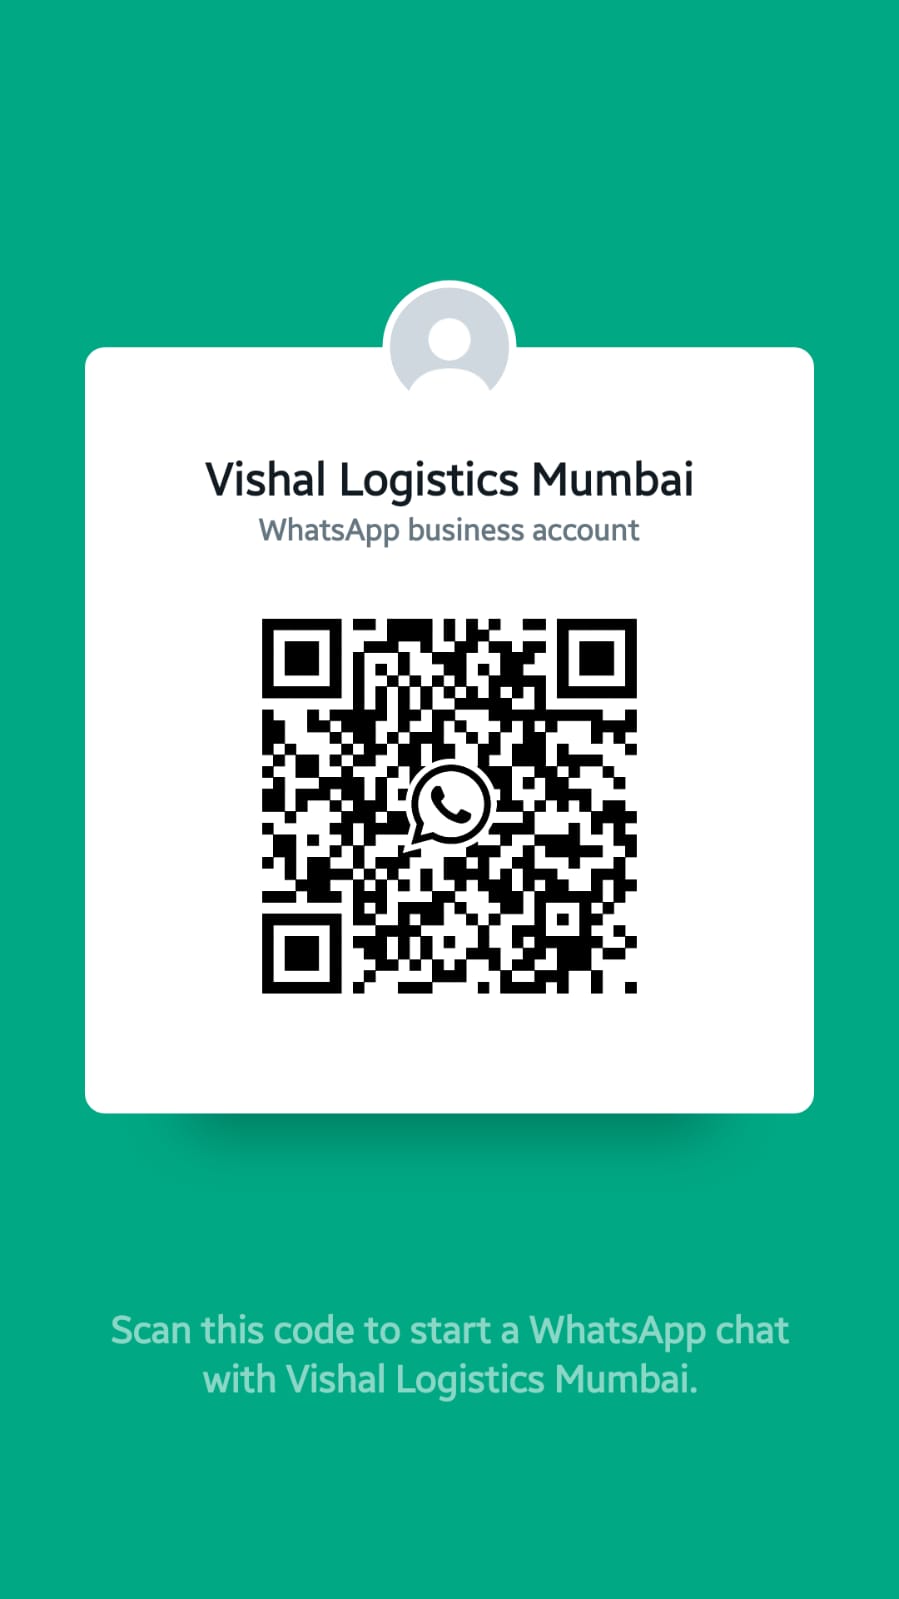 Vishal Logistics Mumbai
WhatsApp business account
Scan this code to start a WhatsApp chat
with Vishal Logistics Mumbai.